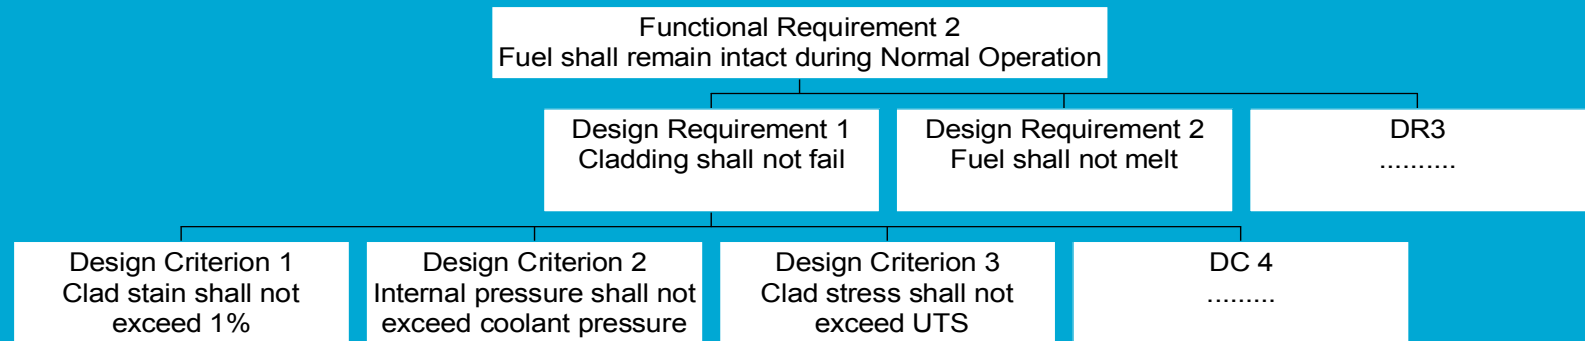 Functional Requirement 2
Fuel shall remain intact during Normal Operation
Design Requirement 1
Cladding shall not fail
Design Requirement 2
Fuel shall not melt
DR3
..........
Design Criterion 1
Clad stain shall not
exceed 1%
Design Criterion 2
Internal pressure shall not
exceed coolant pressure
Design Criterion 3
Clad stress shall not
exceed UTS
DC 4
.........